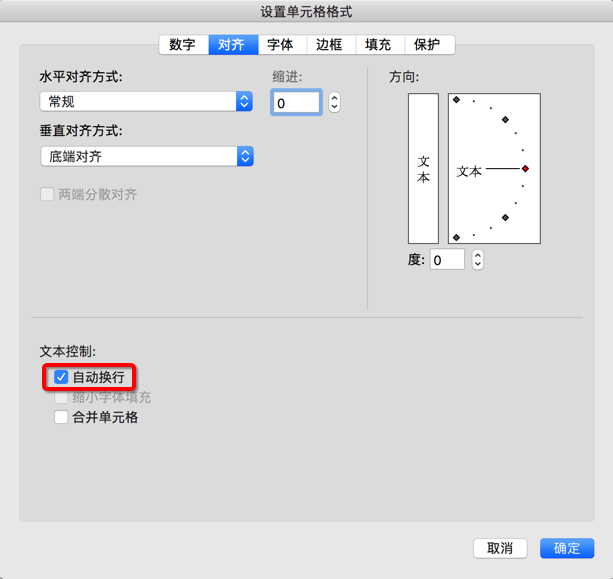 设置单元格格式
数字 对齐 字体 边框 填充 保护
水平对齐方式: 缩进: 方向:
常规 0
垂直对齐方式:
底端对齐
文本 文本
两端分散对齐
度: 0
文本控制:
自动换行
缩小字体填充
合并单元格
取消 确定